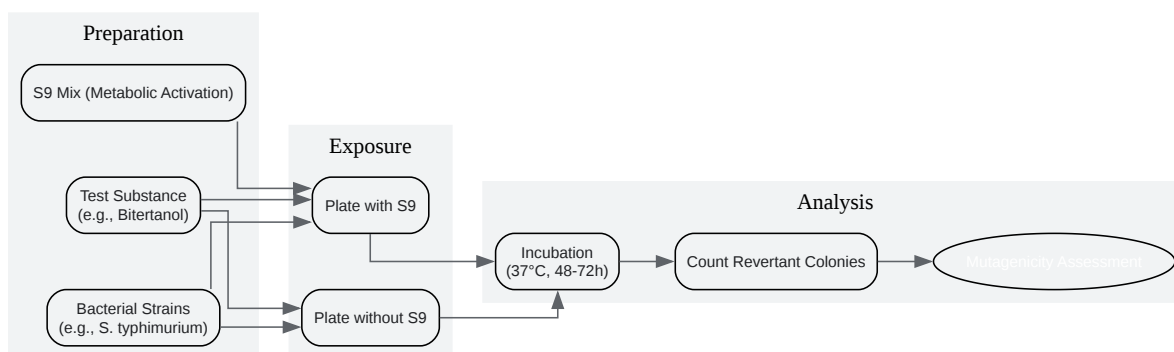 Preparation
S9 Mix (Metabolic Activation)
Test Substance
(e.g., Bitertanol)
Bacterial Strains
(e.g., S. typhimurium)
Exposure
Plate with S9
Plate without S9
Analysis
Incubation
(37°C, 48-72h)
Count Revertant Colonies
Mutagenicity Assessment